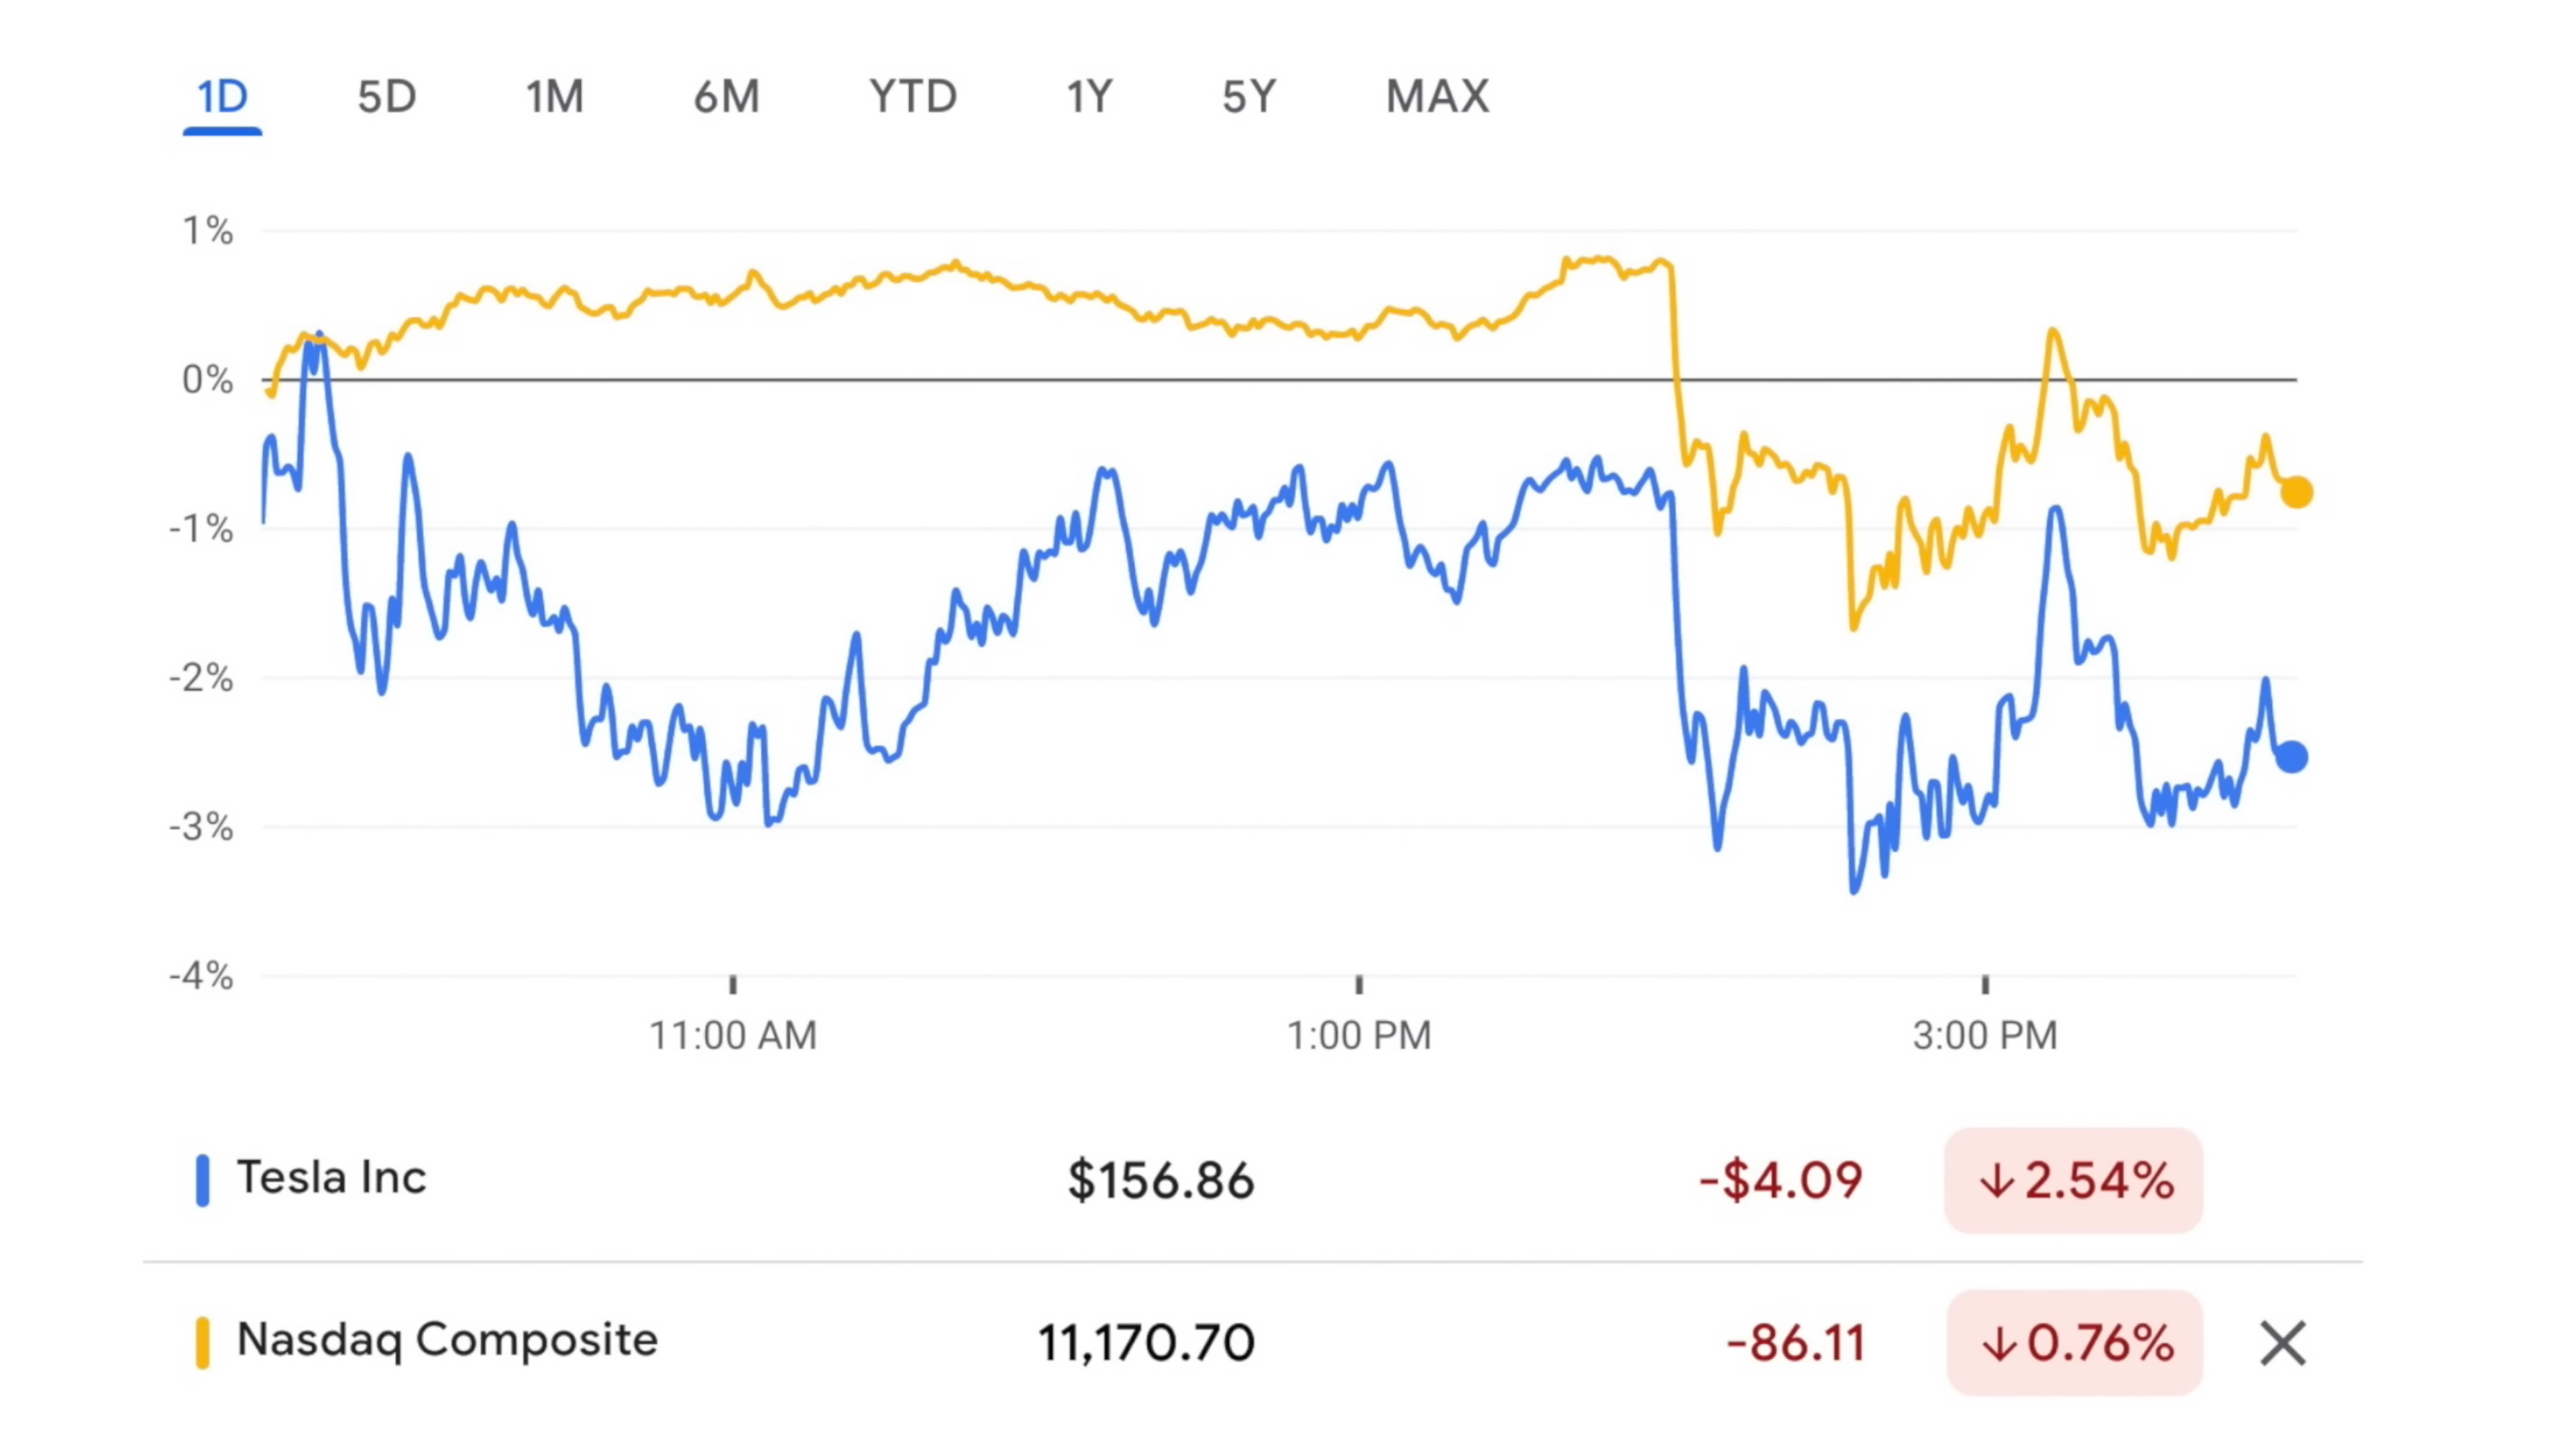 1D 5D 1M 6M YTD 1Y 5Y MAX
1%
0%
-1%
-2%
-3%
-4%
11:00 AM 1:00 PM 3:00 PM
Tesla Inc $156.86 -$4.09 ↓2.54%
Nasdaq Composite 11,170.70 -86.11 ↓0.76%